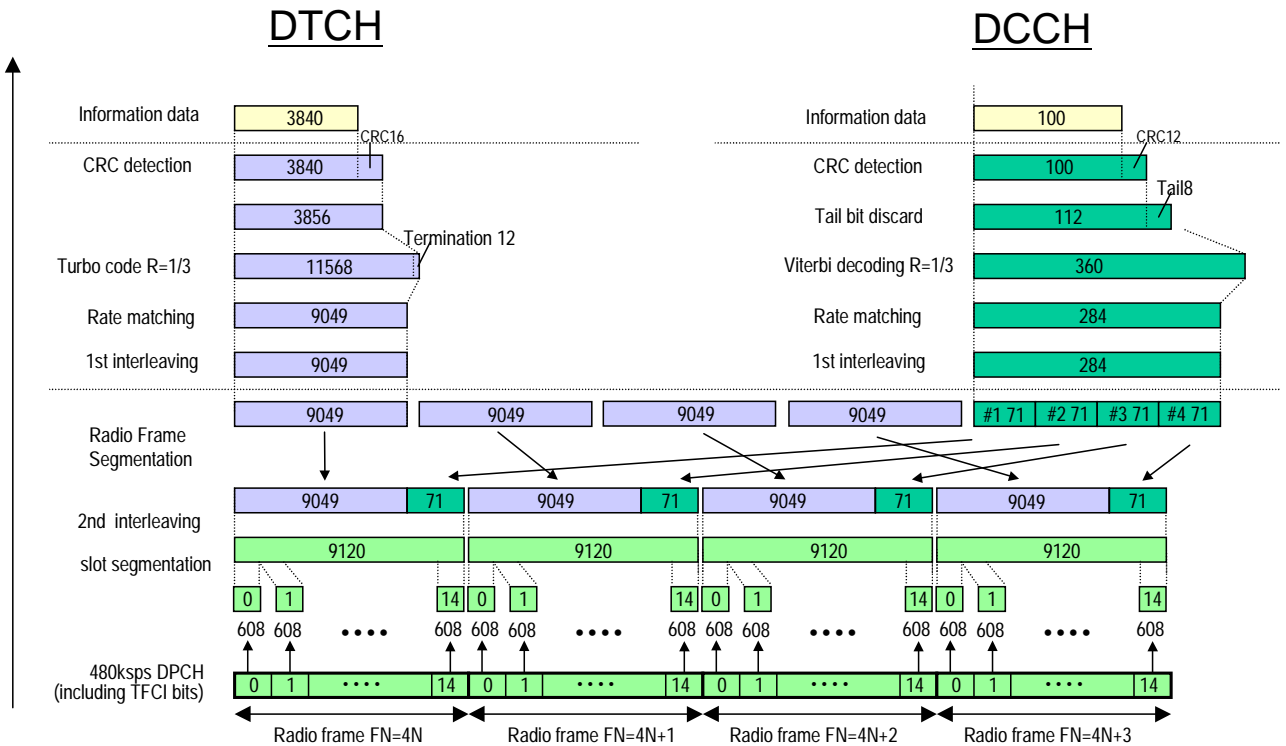 DTCH DCCH
Information data 3840 Information data 100
CRC16 CRC12
CRC detection 3840 CRC detection 100
Tail8
3856 Tail bit discard 112
Termination 12
Turbo code R=1/3 11568 Viterbi decoding R=1/3 360
Rate matching 9049 Rate matching 284
1st interleaving 9049 1st interleaving 284
9049 9049 9049 9049 #1 71 #2 71 #3 71 #4 71
Radio Frame
Segmentation
9049 71 9049 71 9049 71 9049 71
2nd interleaving
9120 9120 9120 9120
slot segmentation
0 1 14 0 1 14 0 1 14 0 1 14
608 608 •••• 608 608 608 •••• 608 608 608 •••• 608 608 608 •••• 608
480ksps DPCH
(including TFCI bits)
0 1 •••• 14 0 1 •••• 14 0 1 •••• 14 0 1 •••• 14
Radio frame FN=4N Radio frame FN=4N+1 Radio frame FN=4N+2 Radio frame FN=4N+3